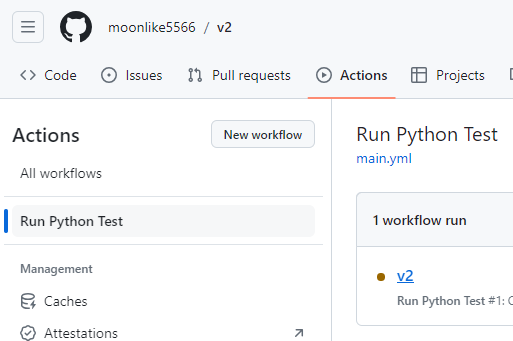 moonlike5566 / v2
Code Issues Pull requests Actions Projects
Actions New workflow
All workflows
Run Python Test
Management
Caches
Attestations
Run Python Test
main.yml
1 workflow run
v2
Run Python Test #1: